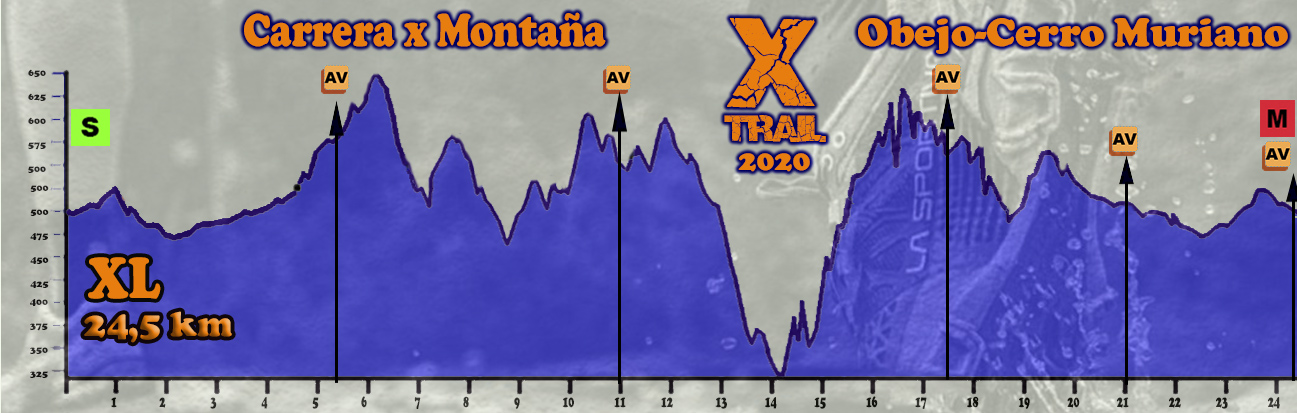 Carrera x Montaña
X
TRAIL
2020
Obejo-Cerro Muriano
S
AV
AV
AV
AV
M
AV
650
625
600
575
500
500
500
475
450
425
400
375
350
325
XL
24,5 km
LA SPOR
1 2 3 4 5 6 7 8 9 10 11 12 13 14 15 16 17 18 19 20 21 22 23 24